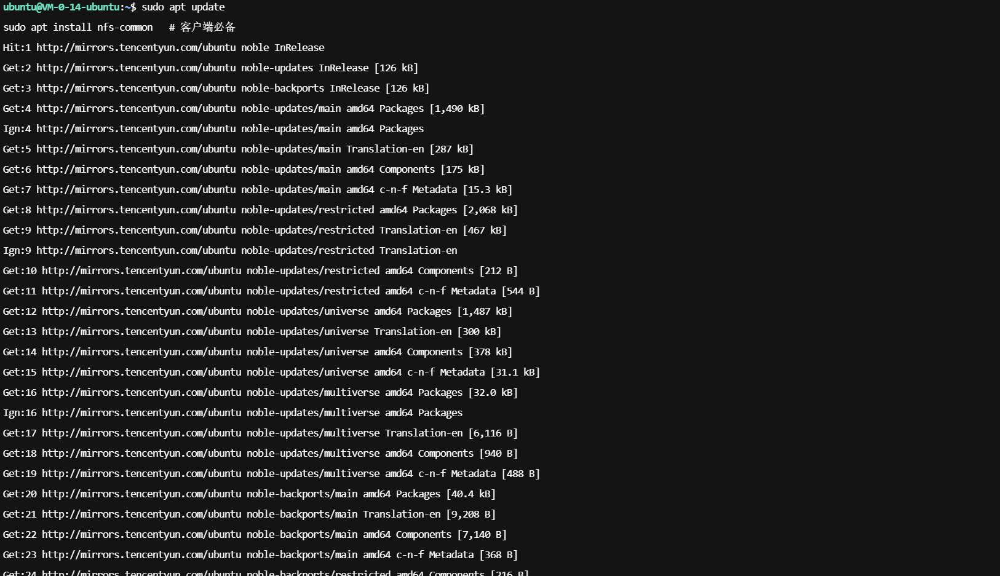 ubuntu@VM-0-14-ubuntu:~$ sudo apt update
sudo apt install nfs-common   # 客户端必备
Hit:1 http://mirrors.tencentyun.com/ubuntu noble InRelease
Get:2 http://mirrors.tencentyun.com/ubuntu noble-updates InRelease [126 kB]
Get:3 http://mirrors.tencentyun.com/ubuntu noble-backports InRelease [126 kB]
Get:4 http://mirrors.tencentyun.com/ubuntu noble-updates/main amd64 Packages [1,490 kB]
Ign:4 http://mirrors.tencentyun.com/ubuntu noble-updates/main amd64 Packages
Get:5 http://mirrors.tencentyun.com/ubuntu noble-updates/main Translation-en [287 kB]
Get:6 http://mirrors.tencentyun.com/ubuntu noble-updates/main amd64 Components [175 kB]
Get:7 http://mirrors.tencentyun.com/ubuntu noble-updates/main amd64 c-n-f Metadata [15.3 kB]
Get:8 http://mirrors.tencentyun.com/ubuntu noble-updates/restricted amd64 Packages [2,068 kB]
Get:9 http://mirrors.tencentyun.com/ubuntu noble-updates/restricted Translation-en [467 kB]
Ign:9 http://mirrors.tencentyun.com/ubuntu noble-updates/restricted Translation-en
Get:10 http://mirrors.tencentyun.com/ubuntu noble-updates/restricted amd64 Components [212 B]
Get:11 http://mirrors.tencentyun.com/ubuntu noble-updates/restricted amd64 c-n-f Metadata [544 B]
Get:12 http://mirrors.tencentyun.com/ubuntu noble-updates/universe amd64 Packages [1,487 kB]
Get:13 http://mirrors.tencentyun.com/ubuntu noble-updates/universe Translation-en [300 kB]
Get:14 http://mirrors.tencentyun.com/ubuntu noble-updates/universe amd64 Components [378 kB]
Get:15 http://mirrors.tencentyun.com/ubuntu noble-updates/universe amd64 c-n-f Metadata [31.1 kB]
Get:16 http://mirrors.tencentyun.com/ubuntu noble-updates/multiverse amd64 Packages [32.0 kB]
Ign:16 http://mirrors.tencentyun.com/ubuntu noble-updates/multiverse amd64 Packages
Get:17 http://mirrors.tencentyun.com/ubuntu noble-updates/multiverse Translation-en [6,116 B]
Get:18 http://mirrors.tencentyun.com/ubuntu noble-updates/multiverse amd64 Components [940 B]
Get:19 http://mirrors.tencentyun.com/ubuntu noble-updates/multiverse amd64 c-n-f Metadata [488 B]
Get:20 http://mirrors.tencentyun.com/ubuntu noble-backports/main amd64 Packages [40.4 kB]
Get:21 http://mirrors.tencentyun.com/ubuntu noble-backports/main Translation-en [9,208 B]
Get:22 http://mirrors.tencentyun.com/ubuntu noble-backports/main amd64 Components [7,140 B]
Get:23 http://mirrors.tencentyun.com/ubuntu noble-backports/main amd64 c-n-f Metadata [368 B]
Get:24 http://mirrors.tencentyun.com/ubuntu noble-backports/restricted amd64 Components [216 B]